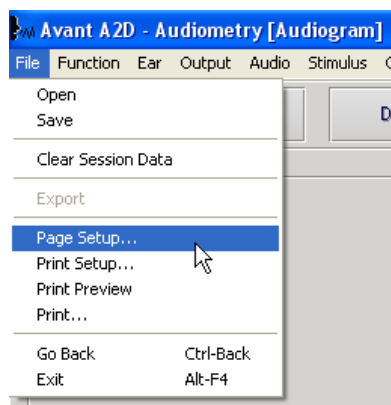 Avant A2D - Audiometry [Audiogram]
File Function Ear Output Audio Stimulus
Open
Save
Clear Session Data
Export
Page Setup...
Print Setup...
Print Preview
Print...
Go Back Ctrl-Back
Exit Alt-F4